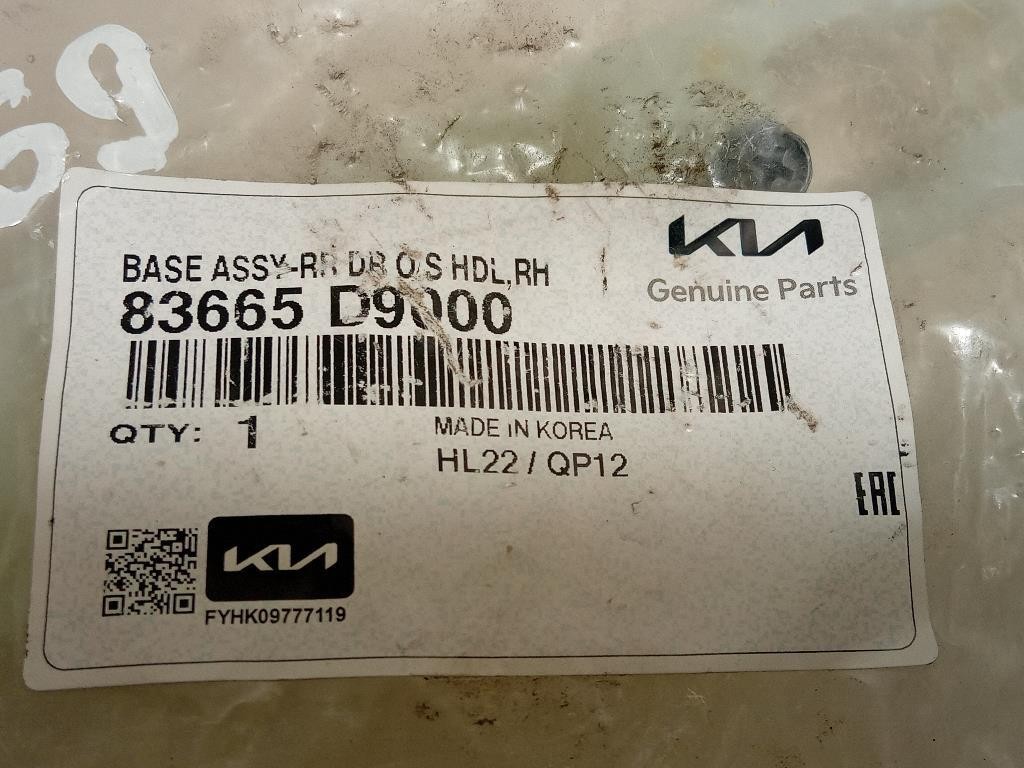 59
BASE ASSY-RR DR O/S HDL,RH
83665 D9000
KIA
Genuine Parts
QTY: 1
MADE IN KOREA
HL22 / QP12
EAC
KIA
FYHK09777119